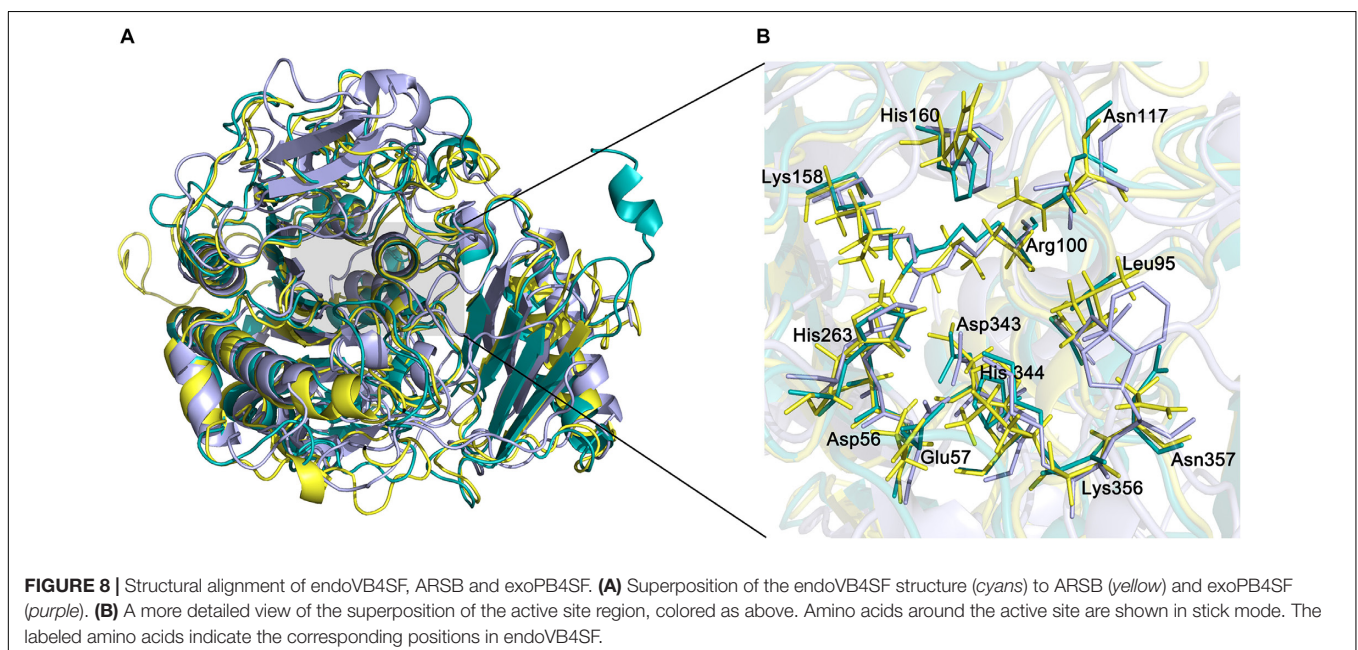 A
B
His160
Asn117
Lys158
Arg100
Leu95
His263
Asp343
His 344
Asp56
Glu57
Asn357
Lys356
FIGURE 8 | Structural alignment of endoVB4SF, ARSB and exoPB4SF. (A) Superposition of the endoVB4SF structure (cyans) to ARSB (yellow) and exoPB4SF
(purple). (B) A more detailed view of the superposition of the active site region, colored as above. Amino acids around the active site are shown in stick mode. The
labeled amino acids indicate the corresponding positions in endoVB4SF.